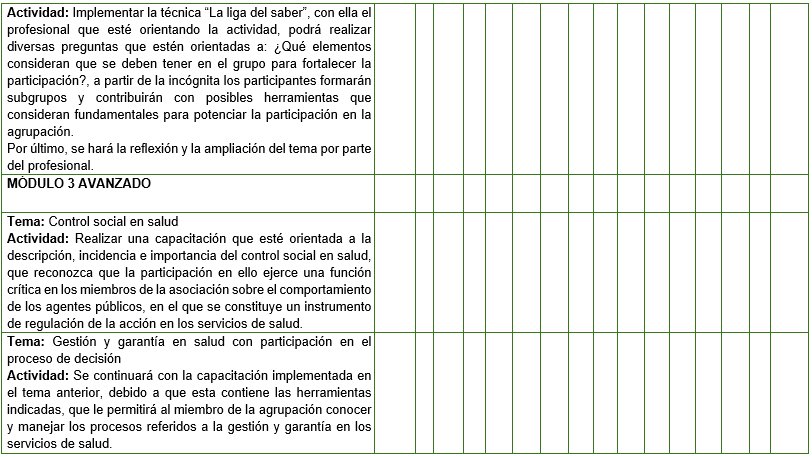 Actividad: Implementar la técnica “La liga del saber”, con ella el
profesional que esté orientando la actividad, podrá realizar
diversas preguntas que estén orientadas a: ¿Qué elementos
consideran que se deben tener en el grupo para fortalecer la
participación?, a partir de la incógnita los participantes formarán
subgrupos y contribuirán con posibles herramientas que
consideran fundamentales para potenciar la participación en la
agrupación.
Por último, se hará la reflexión y la ampliación del tema por parte
del profesional.
MÓDULO 3 AVANZADO
Tema: Control social en salud
Actividad: Realizar una capacitación que esté orientada a la
descripción, incidencia e importancia del control social en salud,
que reconozca que la participación en ello ejerce una función
crítica en los miembros de la asociación sobre el comportamiento
de los agentes públicos, en el que se constituye un instrumento
de regulación de la acción en los servicios de salud.
Tema: Gestión y garantía en salud con participación en el
proceso de decisión
Actividad: Se continuará con la capacitación implementada en
el tema anterior, debido a que esta contiene las herramientas
indicadas, que le permitirá al miembro de la agrupación conocer
y manejar los procesos referidos a la gestión y garantía en los
servicios de salud.